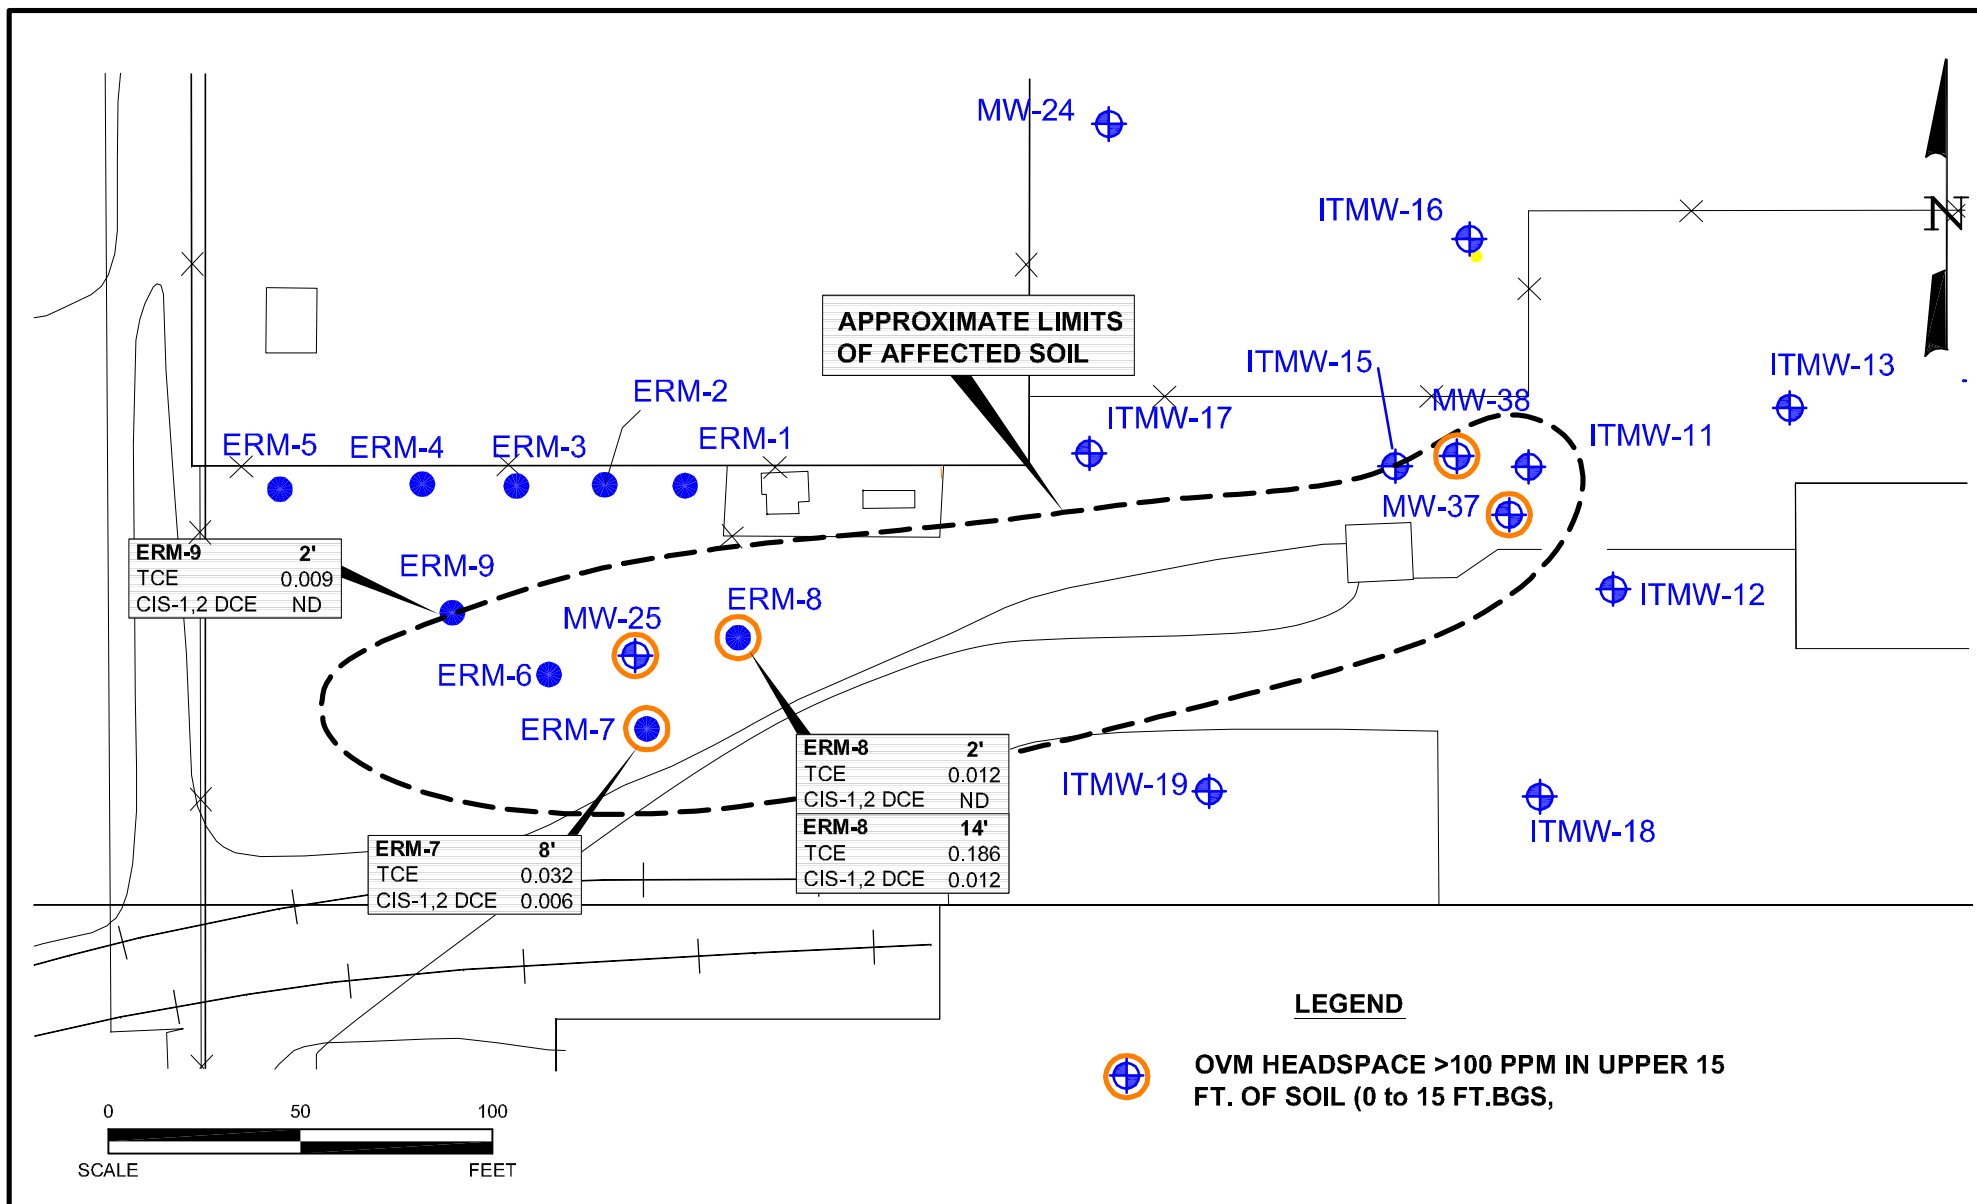 MW-24
ITMW-16
N
APPROXIMATE LIMITS
OF AFFECTED SOIL
ITMW-15
ITMW-13
ERM-2
MW-38
ITMW-17
ITMW-11
ERM-5
ERM-4
ERM-3
ERM-1
MW-37
ERM-9 2'
TCE 0.009
CIS-1,2 DCE ND
ERM-9
MW-25
ERM-8
ITMW-12
ERM-6
ERM-7
ERM-8 2'
TCE 0.012
CIS-1,2 DCE ND
ERM-8 14'
TCE 0.186
CIS-1,2 DCE 0.012
ITMW-19
ITMW-18
ERM-7 8'
TCE 0.032
CIS-1,2 DCE 0.006
LEGEND
OVM HEADSPACE >100 PPM IN UPPER 15
FT. OF SOIL (0 to 15 FT.BGS,
0 50 100
SCALE FEET